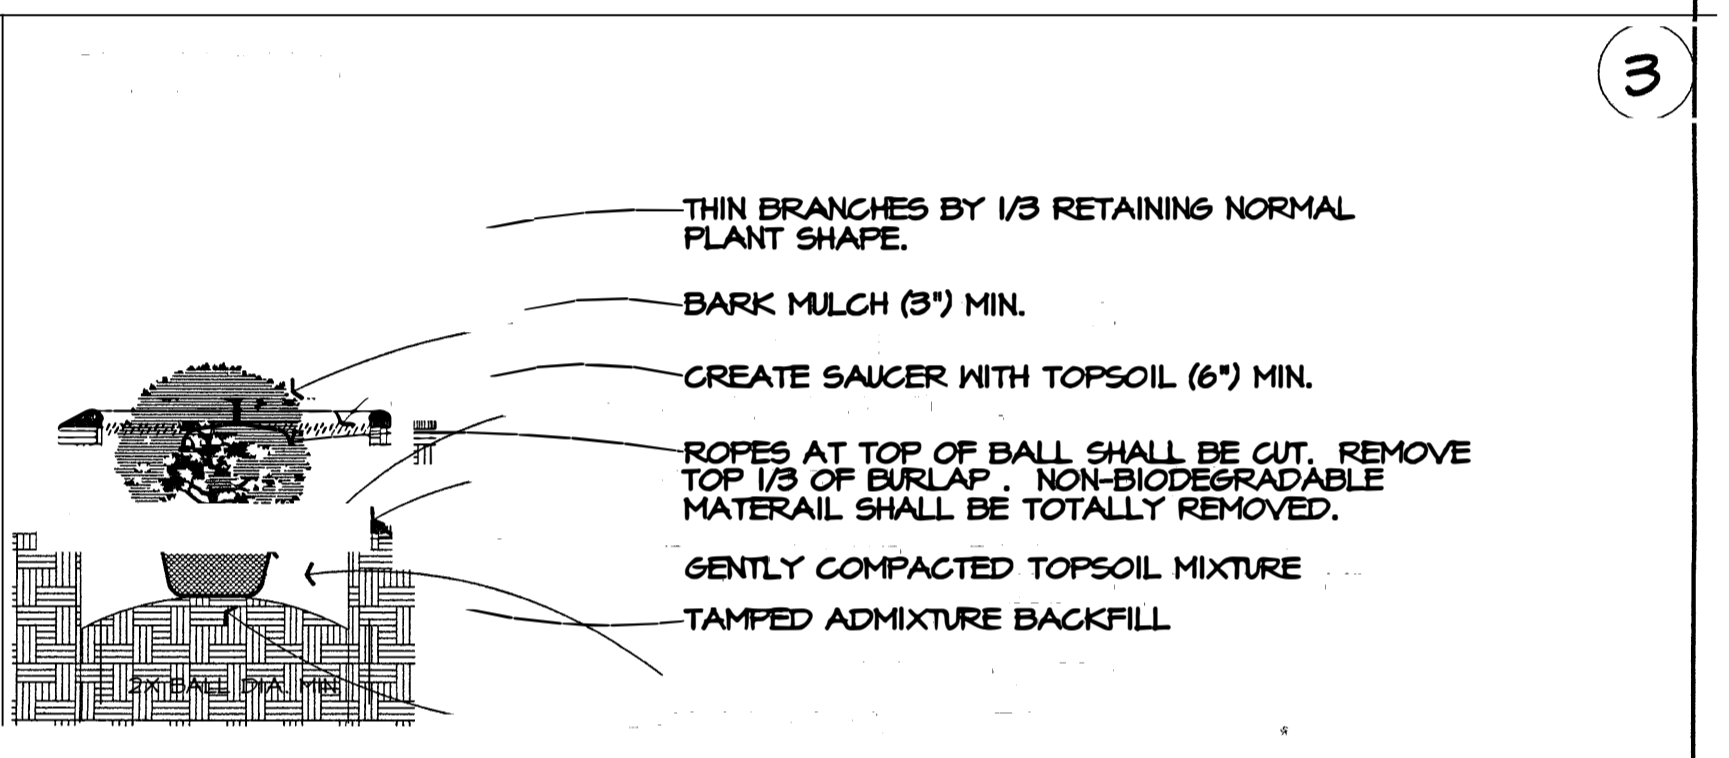 3
THIN BRANCHES BY 1/3 RETAINING NORMAL
PLANT SHAPE.
BARK MULCH (3") MIN.
CREATE SAUCER WITH TOPSOIL (6") MIN.
ROPES AT TOP OF BALL SHALL BE CUT. REMOVE
TOP 1/3 OF BURLAP . NON-BIODEGRADABLE
MATERAIL SHALL BE TOTALLY REMOVED.
GENTLY COMPACTED TOPSOIL MIXTURE
TAMPED ADMIXTURE BACKFILL
2X BALL DIA. MIN.